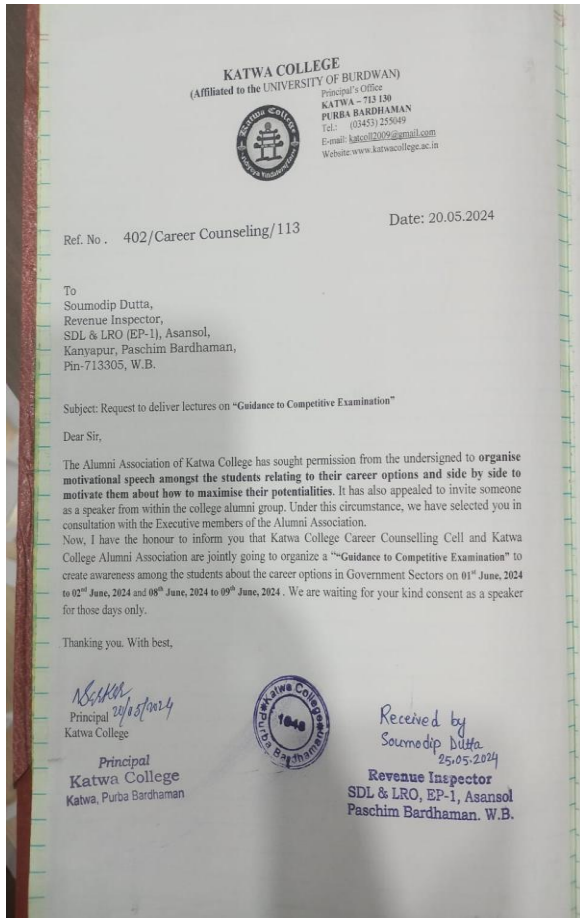 KATWA COLLEGE
(Affiliated to the UNIVERSITY OF BURDWAN)
Principal's Office
KATWA – 713 130
PURBA BARDHAMAN
Tel.: (03453) 255049
E-mail: katcoll2009@gmail.com
Website:www.katwacollege.ac.in
Katwa College
Ref. No . 402/Career Counseling/113
Date: 20.05.2024
To
Soumodip Dutta,
Revenue Inspector,
SDL & LRO (EP-1), Asansol,
Kanyapur, Paschim Bardhaman,
Pin-713305, W.B.
Subject: Request to deliver lectures on “Guidance to Competitive Examination”
Dear Sir,
The Alumni Association of Katwa College has sought permission from the undersigned to organise
motivational speech amongst the students relating to their career options and side by side to
motivate them about how to maximise their potentialities. It has also appealed to invite someone
as a speaker from within the college alumni group. Under this circumstance, we have selected you in
consultation with the Executive members of the Alumni Association.
Now, I have the honour to inform you that Katwa College Career Counselling Cell and Katwa
College Alumni Association are jointly going to organize a “"Guidance to Competitive Examination" to
create awareness among the students about the career options in Government Sectors on 01st June, 2024
to 02nd June, 2024 and 08th June, 2024 to 09th June, 2024 . We are waiting for your kind consent as a speaker
for those days only.
Thanking you. With best,
20/05/2024
Principal
Katwa College
Principal
Katwa College
Katwa, Purba Bardhaman
Katwa College
1948
Purba Bardhaman
Received by
Soumodip Dutta
25.05.2024
Revenue Inspector
SDL & LRO, EP-1, Asansol
Paschim Bardhaman. W.B.